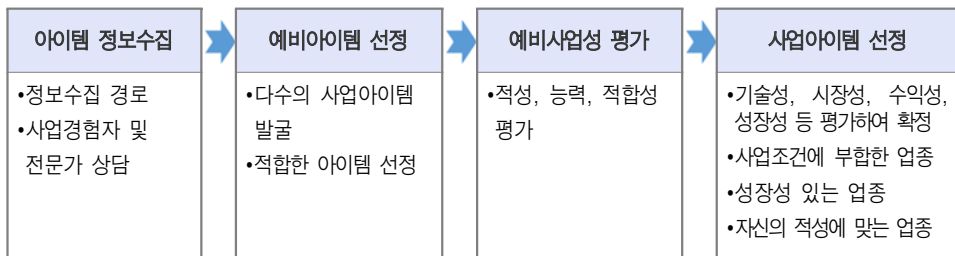 아이템 정보수집
•정보수집 경로
•사업경험자 및
전문가 상담
예비아이템 선정
•다수의 사업아이템
발굴
•적합한 아이템 선정
예비사업성 평가
•적성, 능력, 적합성
평가
사업아이템 선정
•기술성, 시장성, 수익성,
성장성 등 평가하여 확정
•사업조건에 부합한 업종
•성장성 있는 업종
•자신의 적성에 맞는 업종